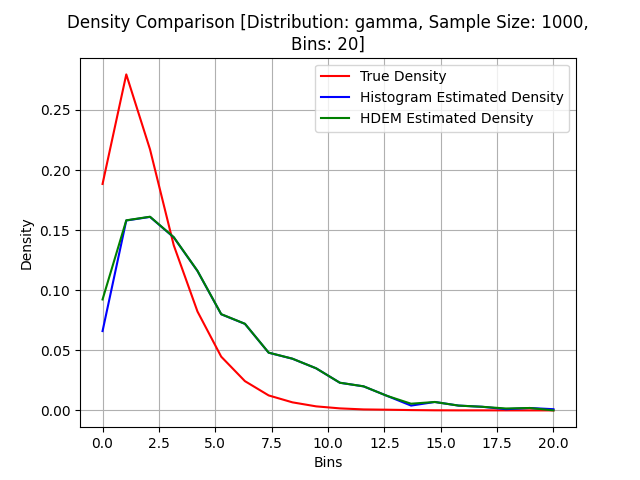 Density Comparison [Distribution: gamma, Sample Size: 1000,
Bins: 20]
True Density
Histogram Estimated Density
HDEM Estimated Density
Density
0.25
0.20
0.15
0.10
0.05
0.00
0.0 2.5 5.0 7.5 10.0 12.5 15.0 17.5 20.0
Bins